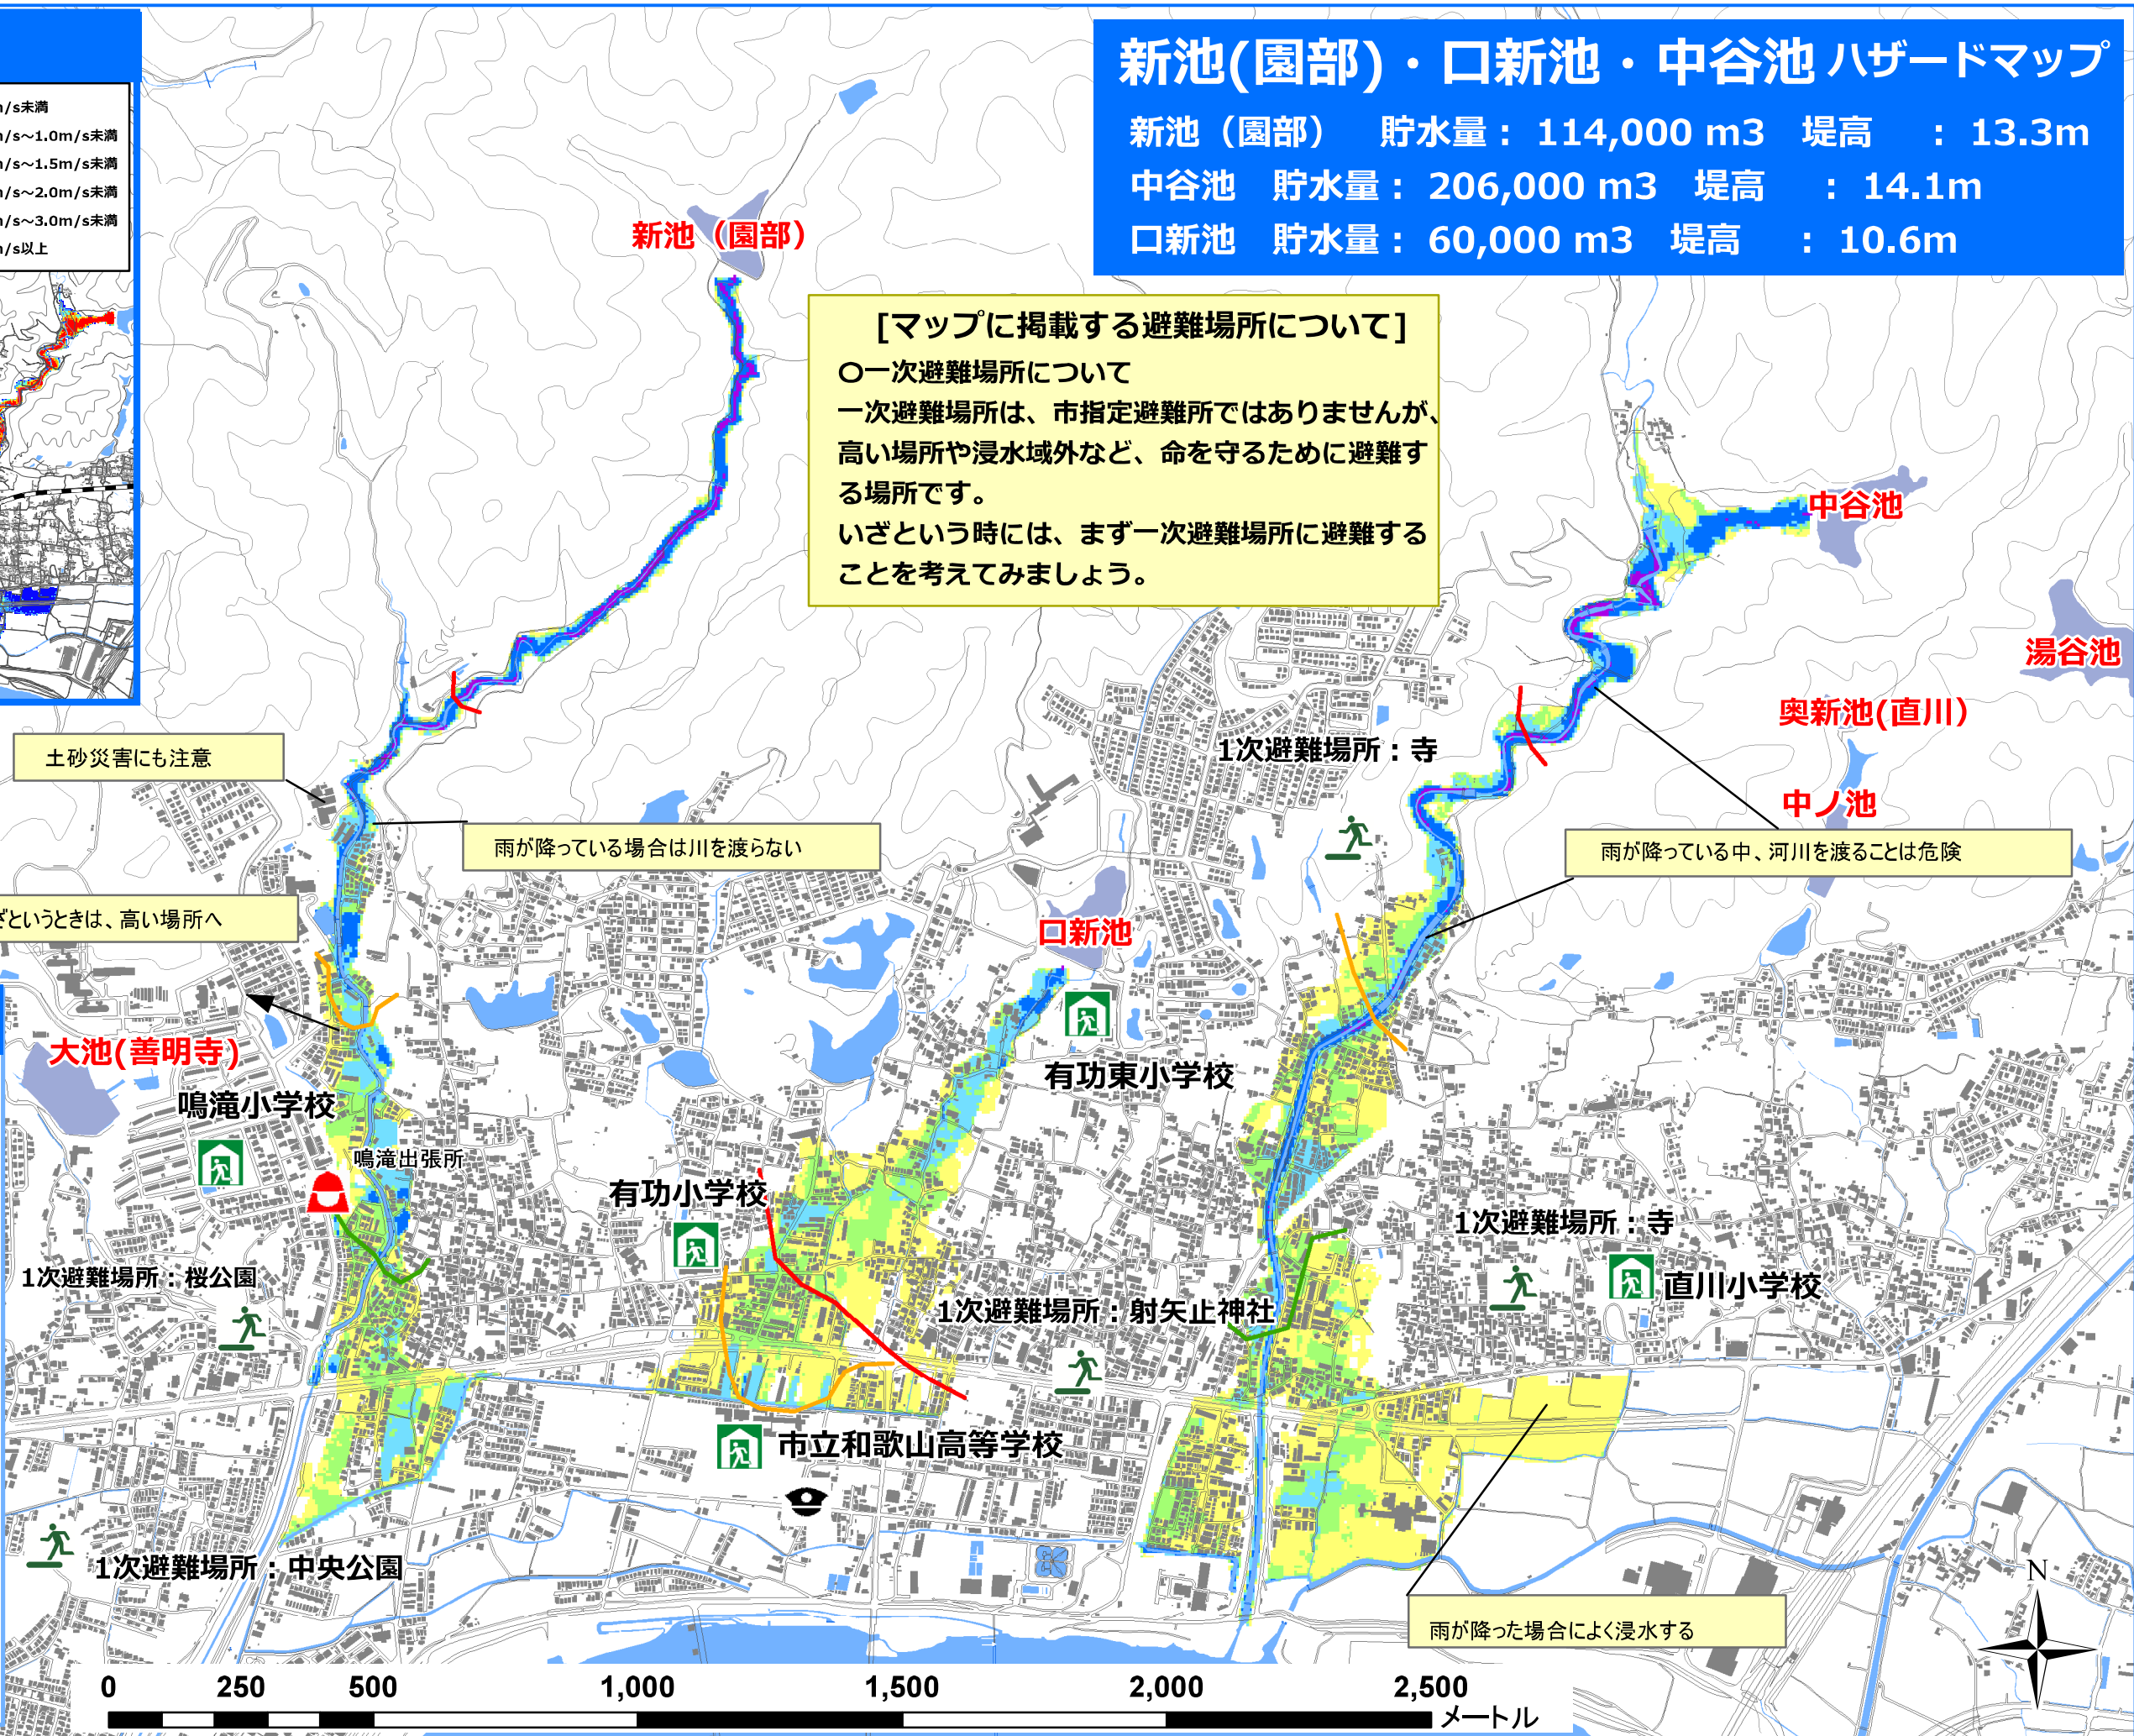 新池(園部)・口新池・中谷池 ハザードマップ
新池（園部）　貯水量： 114,000 m3　堤高　： 13.3m
中谷池　貯水量： 206,000 m3　堤高　： 14.1m
口新池　貯水量： 60,000 m3　堤高　： 10.6m
m/s未満
m/s～1.0m/s未満
m/s～1.5m/s未満
m/s～2.0m/s未満
m/s～3.0m/s未満
m/s以上
新池（園部）
[マップに掲載する避難場所について]
○一次避難場所について
一次避難場所は、市指定避難所ではありませんが、
高い場所や浸水域外など、命を守るために避難す
る場所です。
いざという時には、まず一次避難場所に避難する
ことを考えてみましょう。
中谷池
湯谷池
奥新池(直川)
中ノ池
1次避難場所：寺
土砂災害にも注意
雨が降っている場合は川を渡らない
雨が降っている中、河川を渡ることは危険
ざというときは、高い場所へ
口新池
大池(善明寺)
有功東小学校
鳴滝小学校
鳴滝出張所
有功小学校
1次避難場所：寺
直川小学校
1次避難場所：桜公園
1次避難場所：射矢止神社
市立和歌山高等学校
1次避難場所：中央公園
雨が降った場合によく浸水する
N
0 250 500 1,000 1,500 2,000 2,500
メートル